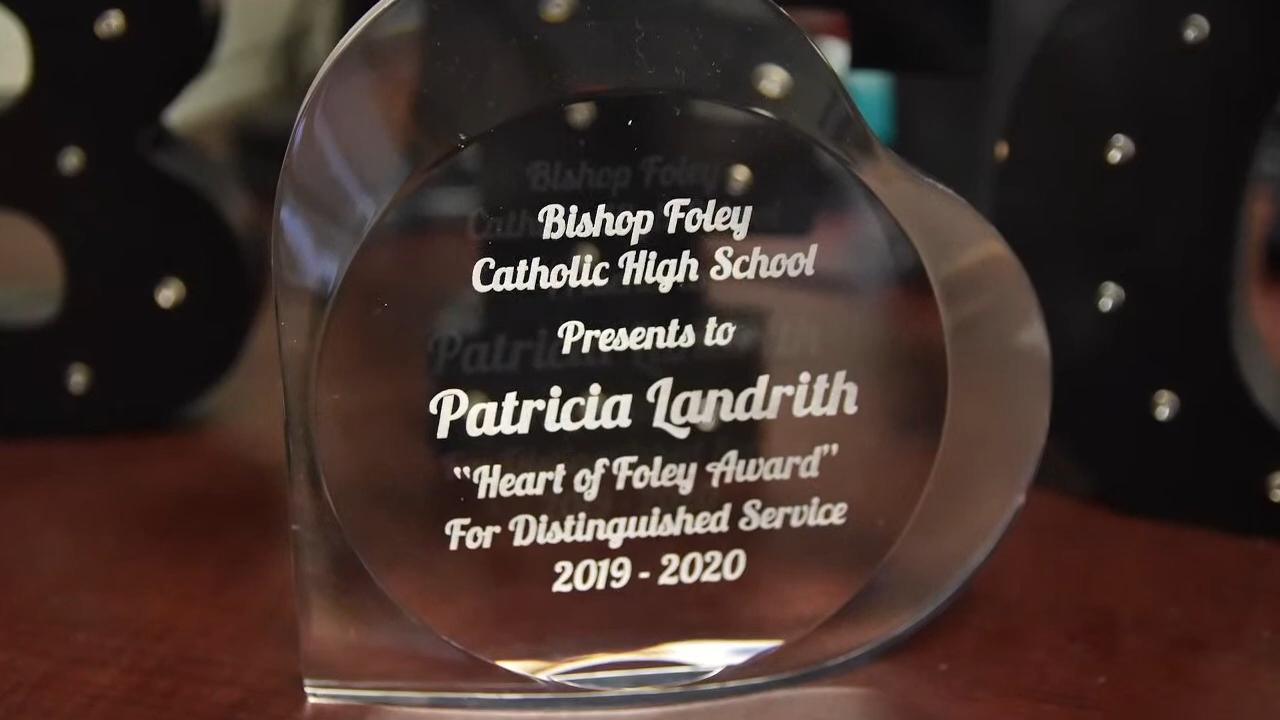 Bishop Foley
Catholic High School
Presents to
Patricia Landrith
“Heart of Foley Award”
For Distinguished Service
2019 - 2020